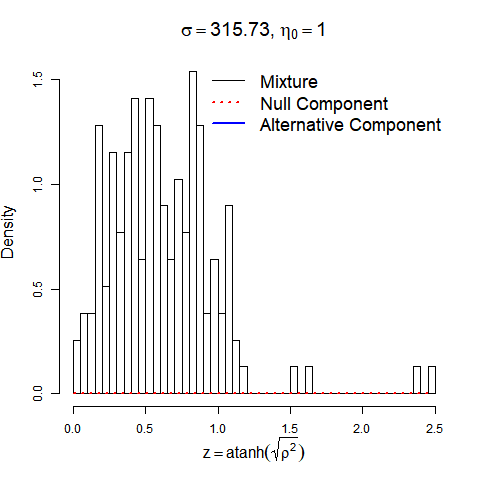 σ = 315.73, η₀ = 1
Mixture
Null Component
Alternative Component
Density
1.5
1.0
0.5
0.0
0.0 0.5 1.0 1.5 2.0 2.5
z = atanh(√ρ²)